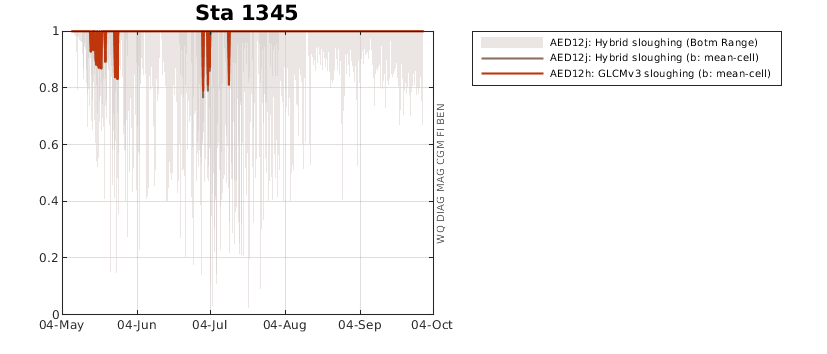 Sta 1345
1
0.8
0.6
0.4
0.2
0
04-May
04-Jun
04-Jul
04-Aug
04-Sep
04-Oct
WQ DIAG MAG CGM FI BEN
AED12j: Hybrid sloughing (Botm Range)
AED12j: Hybrid sloughing (b: mean-cell)
AED12h: GLCMv3 sloughing (b: mean-cell)